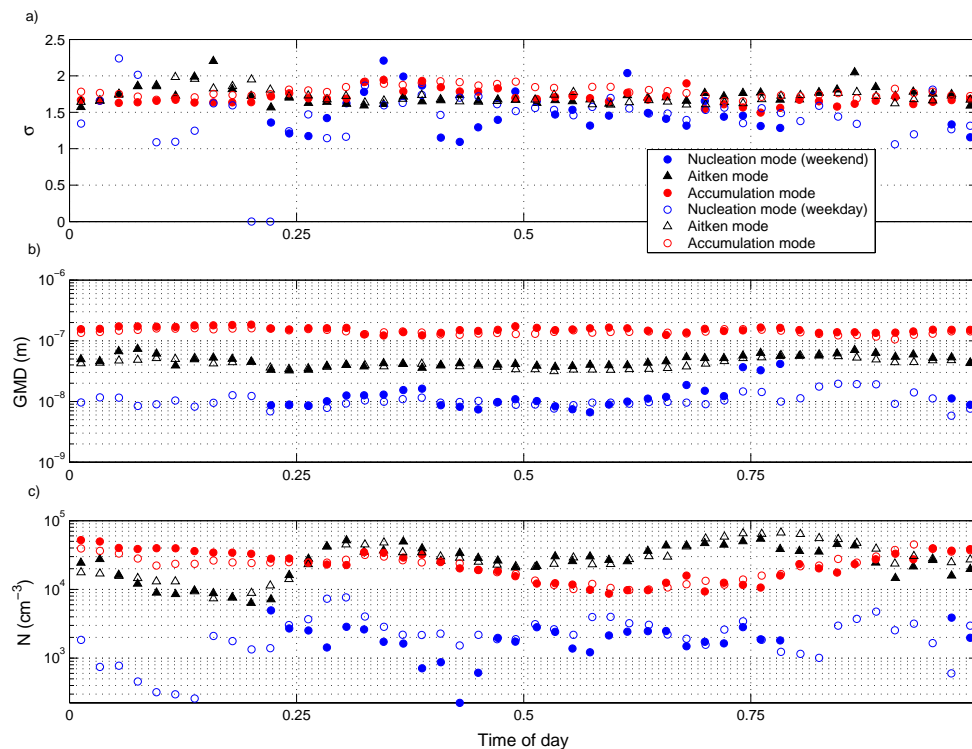 a)
2.5
2
1.5
1
0.5
0
σ
0
0.25
0.5
0.75
Nucleation mode (weekend)
Aitken mode
Accumulation mode
Nucleation mode (weekday)
Aitken mode
Accumulation mode
b)
10⁻⁶
10⁻⁷
10⁻⁸
10⁻⁹
GMD (m)
0
0.25
0.5
0.75
c)
10⁵
10⁴
10³
N (cm⁻³)
0
0.25
0.5
0.75
Time of day